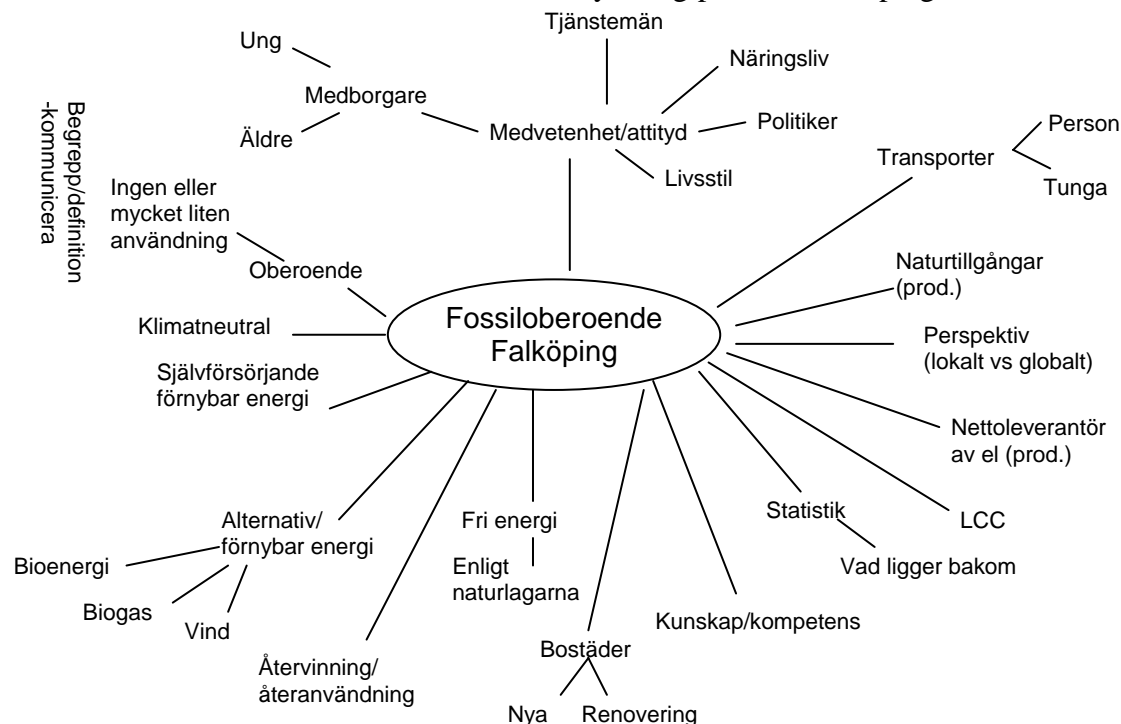 Tjänstemän
Ung
Näringsliv
Medborgare
Politiker
Person
Äldre
Medvetenhet/attityd
Transporter
Livsstil
Tunga
Begrepp/definition
-kommunicera
Ingen eller
mycket liten
användning
Oberoende
Naturtillgångar
(prod.)
Klimatneutral
Fossiloberoende
Falköping
Perspektiv
(lokalt vs globalt)
Självförsörjande
förnybar energi
Nettoleverantör
av el (prod.)
Alternativ/
förnybar energi
Fri energi
Statistik
LCC
Bioenergi
Enligt
naturlagarna
Vad ligger bakom
Biogas
Vind
Kunskap/kompetens
Återvinning/
återanvändning
Bostäder
Nya
Renovering